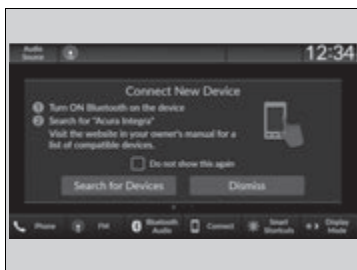 Audio
Source
12:34
Connect New Device
1 Turn ON Bluetooth on the device
2 Search for "Acura Integra"
Visit the website in your owner's manual for a
list of compatible devices.
Do not show this again
Search for Devices
Dismiss
Phone
FM
Bluetooth
Audio
Connect
Smart
Shortcuts
Display
Mode